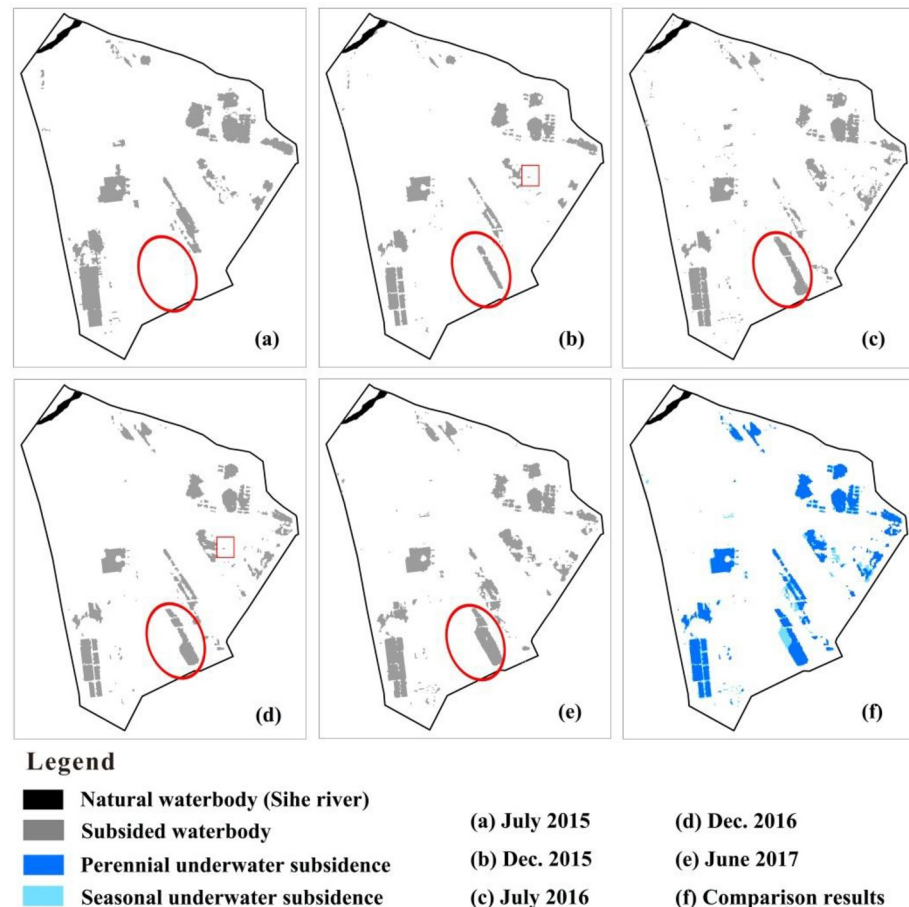 (a)
(b)
(c)
(d)
(e)
(f)
Legend
Natural waterbody (Sihe river)
Subsided waterbody
Perennial underwater subsidence
Seasonal underwater subsidence
(a) July 2015
(b) Dec. 2015
(c) July 2016
(d) Dec. 2016
(e) June 2017
(f) Comparison results